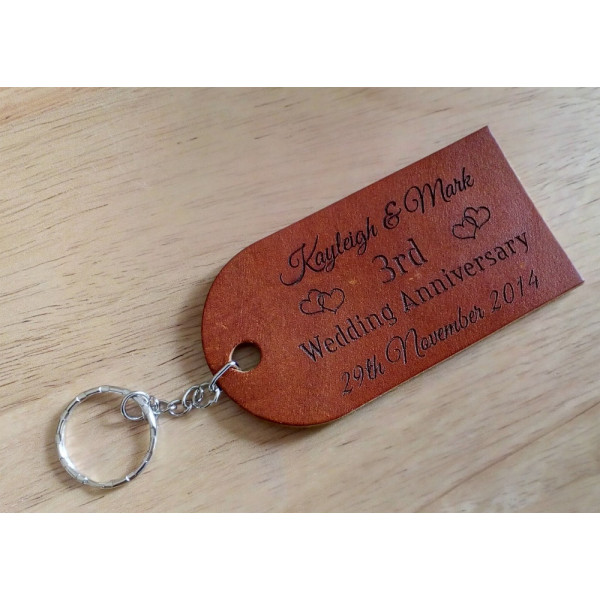 Kayleigh & Mark
3rd
Wedding Anniversary
29th November 2014